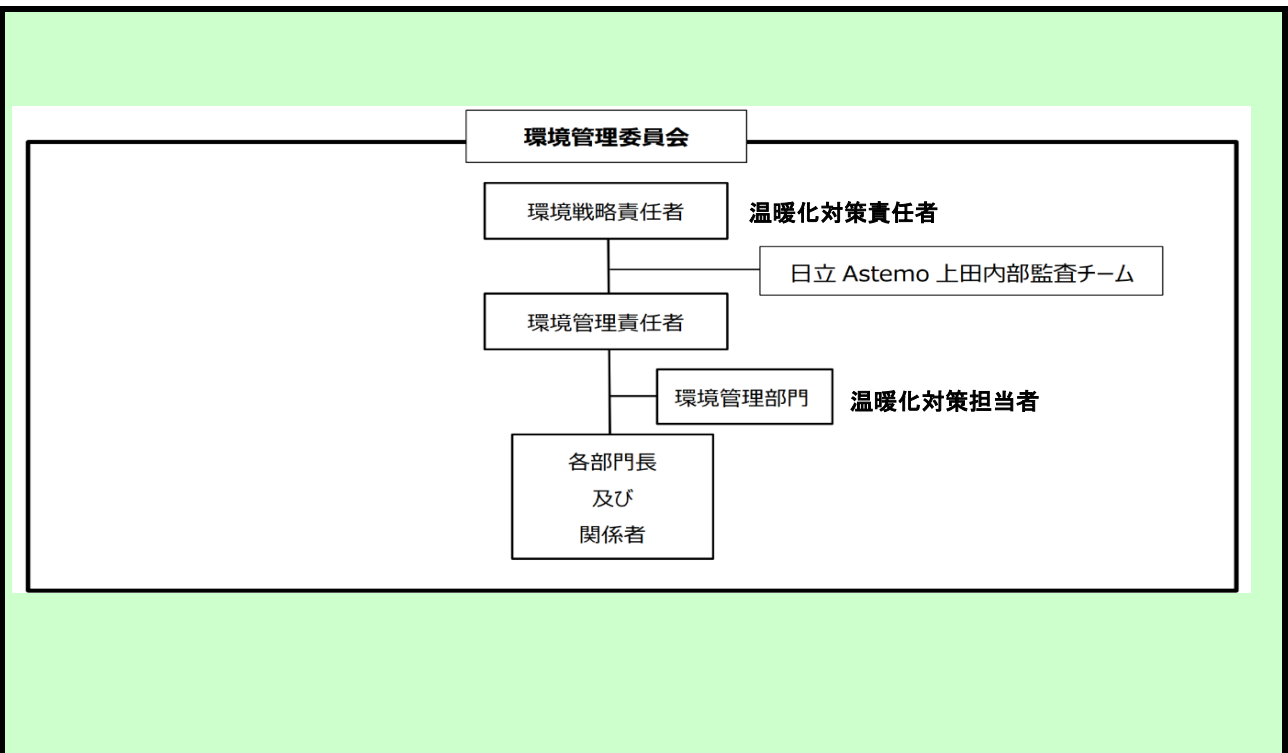 環境管理委員会
環境戦略責任者
温暖化対策責任者
日立 Astemo 上田内部監査チーム
環境管理責任者
環境管理部門
温暖化対策担当者
各部門長
及び
関係者